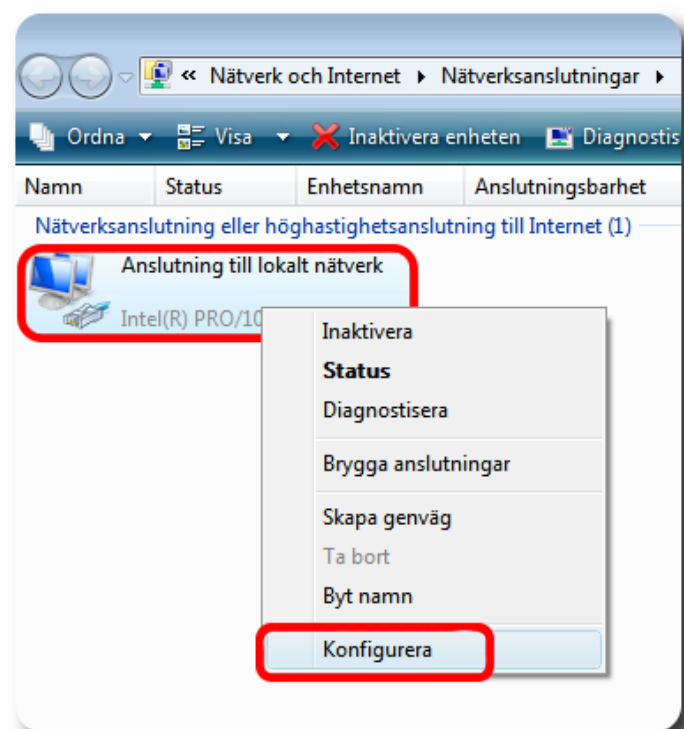 « Nätverk och Internet ▸ Nätverksanslutningar ▸
Ordna Visa Inaktivera enheten Diagnostis
Namn Status Enhetsnamn Anslutningsbarhet
Nätverksanslutning eller höghastighetsanslutning till Internet (1)
Anslutning till lokalt nätverk
Intel(R) PRO/10
Inaktivera
Status
Diagnostisera
Brygga anslutningar
Skapa genväg
Ta bort
Byt namn
Konfigurera